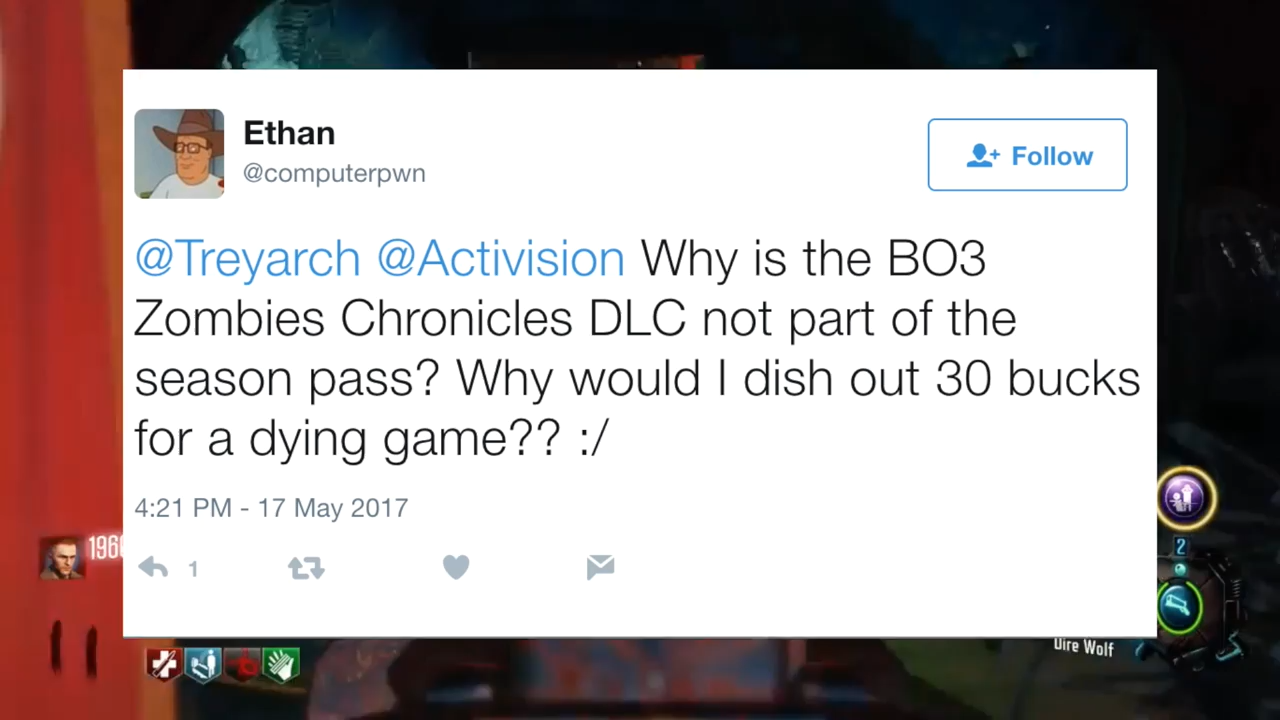 Ethan
@computerpwn
Follow
@Treyarch @Activision Why is the BO3
Zombies Chronicles DLC not part of the
season pass? Why would I dish out 30 bucks
for a dying game?? :/
4:21 PM - 17 May 2017
1
2
Dire Wolf